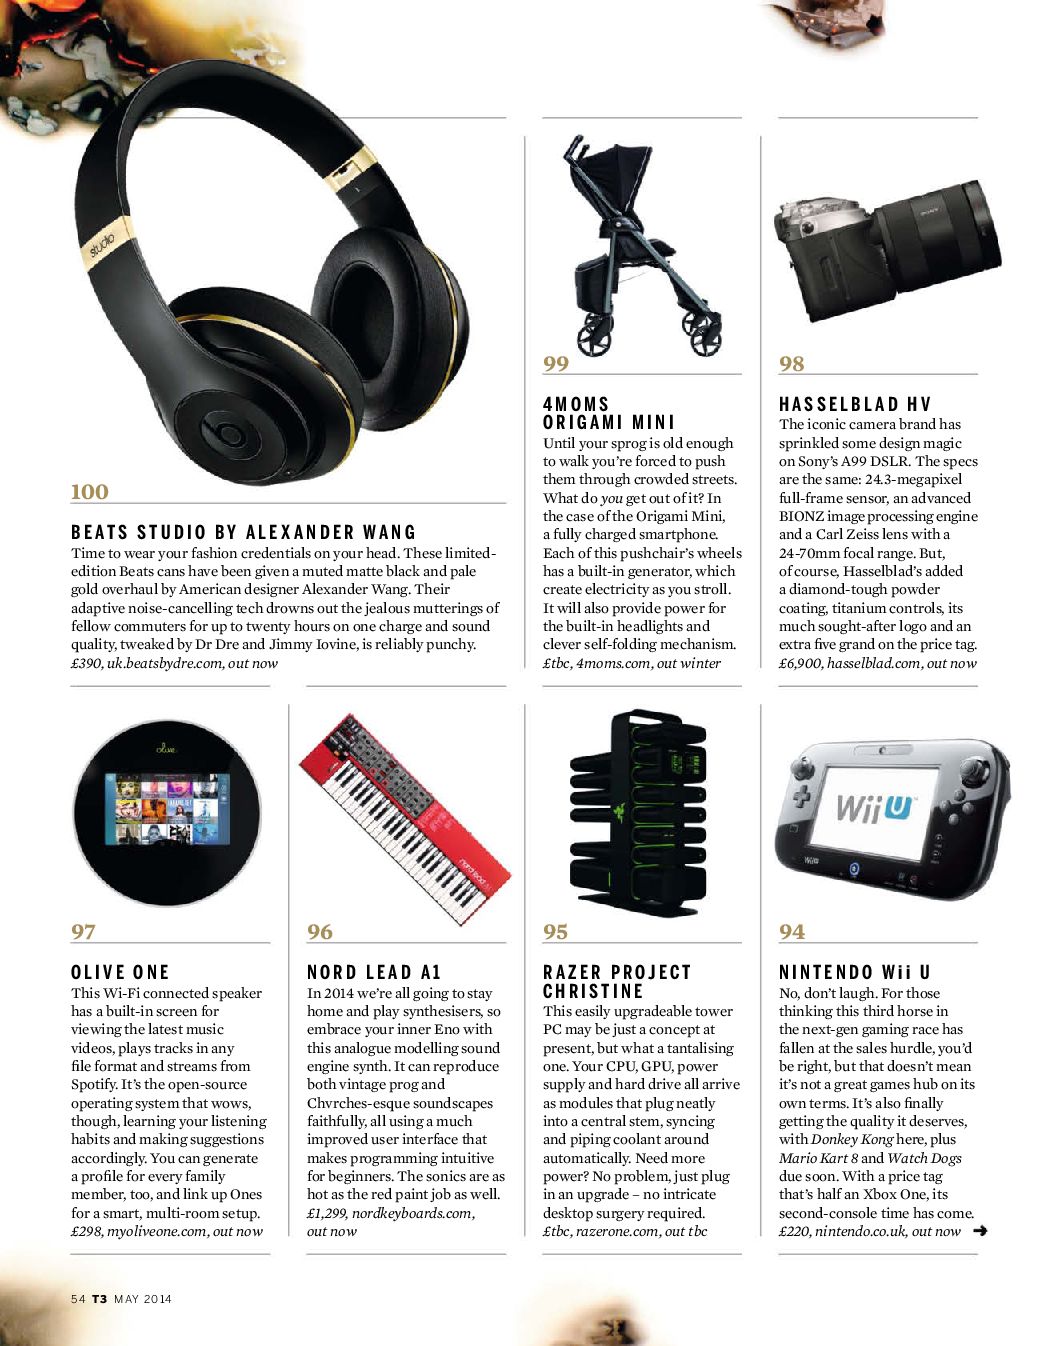 studio
100
BEATS STUDIO BY ALEXANDER WANG
Time to wear your fashion credentials on your head. These limited-
edition Beats cans have been given a muted matte black and pale
gold overhaul by American designer Alexander Wang. Their
adaptive noise-cancelling tech drowns out the jealous mutterings of
fellow commuters for up to twenty hours on one charge and sound
quality, tweaked by Dr Dre and Jimmy Iovine, is reliably punchy.
£390, uk.beatsbydre.com, out now
99
4MOMS
ORIGAMI MINI
Until your sprog is old enough
to walk you're forced to push
them through crowded streets.
What do you get out of it? In
the case of the Origami Mini,
a fully charged smartphone.
Each of this pushchair's wheels
has a built-in generator, which
create electricity as you stroll.
It will also provide power for
the built-in headlights and
clever self-folding mechanism.
£tbc, 4moms.com, out winter
SONY
98
HASSELBLAD HV
The iconic camera brand has
sprinkled some design magic
on Sony's A99 DSLR. The specs
are the same: 24.3-megapixel
full-frame sensor, an advanced
BIONZ image processing engine
and a Carl Zeiss lens with a
24-70mm focal range. But,
of course, Hasselblad's added
a diamond-tough powder
coating, titanium controls, its
much sought-after logo and an
extra five grand on the price tag.
£6,900, hasselblad.com, out now
olive
97
OLIVE ONE
This Wi-Fi connected speaker
has a built-in screen for
viewing the latest music
videos, plays tracks in any
file format and streams from
Spotify. It's the open-source
operating system that wows,
though, learning your listening
habits and making suggestions
accordingly. You can generate
a profile for every family
member, too, and link up Ones
for a smart, multi-room setup.
£298, myoliveone.com, out now
nord lead A1
96
NORD LEAD A1
In 2014 we're all going to stay
home and play synthesisers, so
embrace your inner Eno with
this analogue modelling sound
engine synth. It can reproduce
both vintage prog and
Chvrches-esque soundscapes
faithfully, all using a much
improved user interface that
makes programming intuitive
for beginners. The sonics are as
hot as the red paint job as well.
£1,299, nordkeyboards.com,
out now
95
RAZER PROJECT
CHRISTINE
This easily upgradeable tower
PC may be just a concept at
present, but what a tantalising
one. Your CPU, GPU, power
supply and hard drive all arrive
as modules that plug neatly
into a central stem, syncing
and piping coolant around
automatically. Need more
power? No problem, just plug
in an upgrade – no intricate
desktop surgery required.
£tbc, razerone.com, out tbc
Wii U
Wii U
94
NINTENDO Wii U
No, don't laugh. For those
thinking this third horse in
the next-gen gaming race has
fallen at the sales hurdle, you'd
be right, but that doesn't mean
it's not a great games hub on its
own terms. It's also finally
getting the quality it deserves,
with Donkey Kong here, plus
Mario Kart 8 and Watch Dogs
due soon. With a price tag
that's half an Xbox One, its
second-console time has come.
£220, nintendo.co.uk, out now
54 T3 MAY 2014